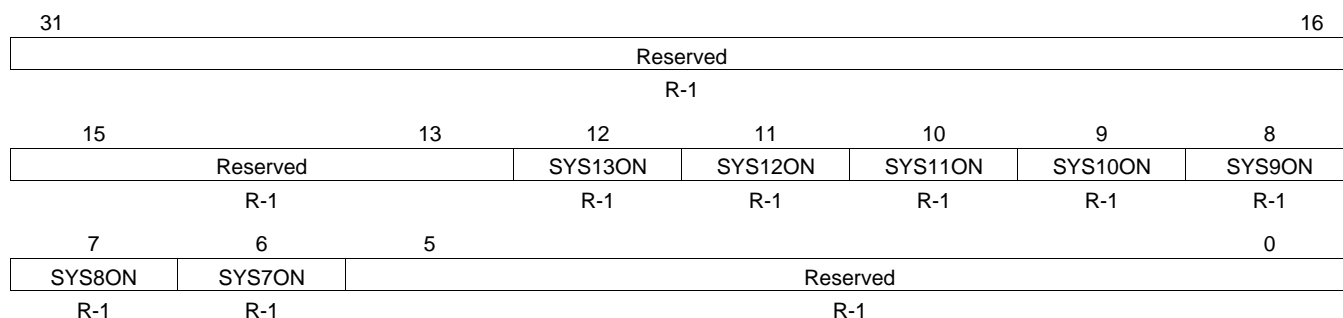 31 16
Reserved
R-1
15 13 12 11 10 9 8
Reserved SYS13ON SYS12ON SYS11ON SYS10ON SYS9ON
R-1 R-1 R-1 R-1 R-1 R-1
7 6 5 0
SYS8ON SYS7ON Reserved
R-1 R-1 R-1